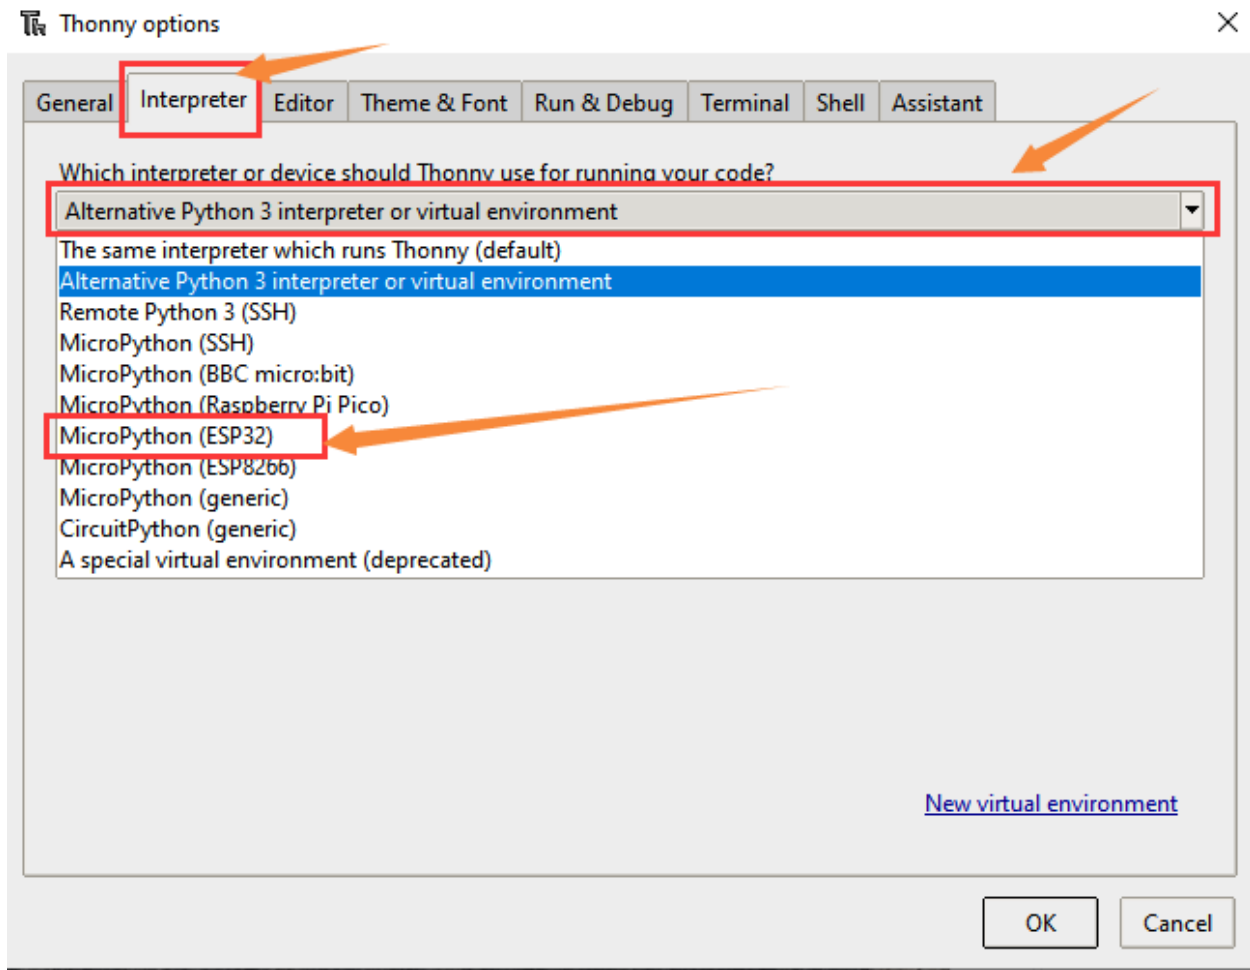 Thonny options
General Interpreter Editor Theme & Font Run & Debug Terminal Shell Assistant
Which interpreter or device should Thonny use for running your code?
Alternative Python 3 interpreter or virtual environment
The same interpreter which runs Thonny (default)
Alternative Python 3 interpreter or virtual environment
Remote Python 3 (SSH)
MicroPython (SSH)
MicroPython (BBC micro:bit)
MicroPython (Raspberry Pi Pico)
MicroPython (ESP32)
MicroPython (ESP8266)
MicroPython (generic)
CircuitPython (generic)
A special virtual environment (deprecated)
New virtual environment
OK Cancel